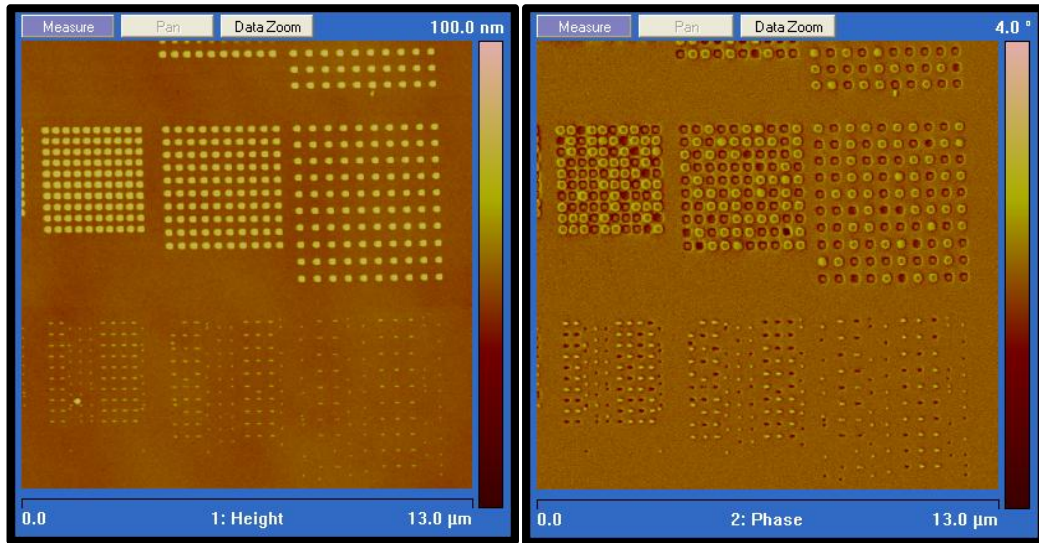 Measure Pan Data Zoom 100.0 nm
0.0 1: Height 13.0 µm
Measure Pan Data Zoom 4.0 °
0.0 2: Phase 13.0 µm